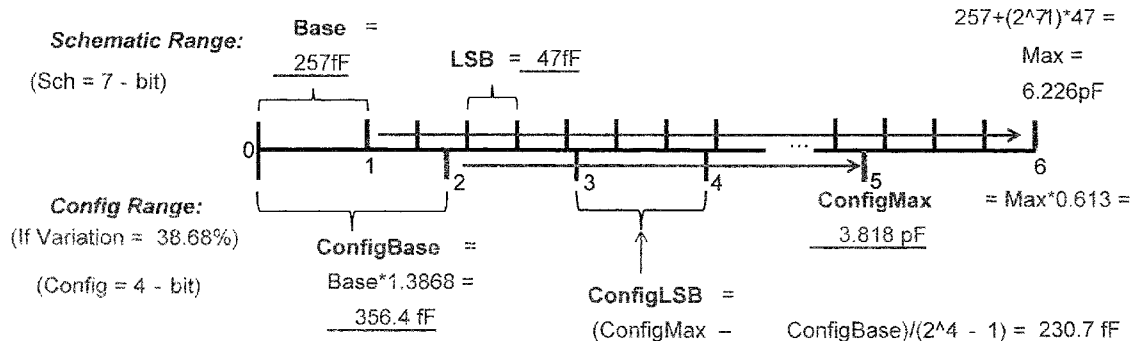 Schematic Range:
(Sch = 7 - bit)
Base =
257fF
LSB = 47fF
257+(2^71)*47 =
Max =
6.226pF
0
1
2
3
4
...
5
6
Config Range:
(If Variation = 38.68%)
(Config = 4 - bit)
ConfigBase =
Base*1.3868 =
356.4 fF
ConfigLSB =
(ConfigMax – ConfigBase)/(2^4 - 1) = 230.7 fF
ConfigMax = Max*0.613 =
3.818 pF